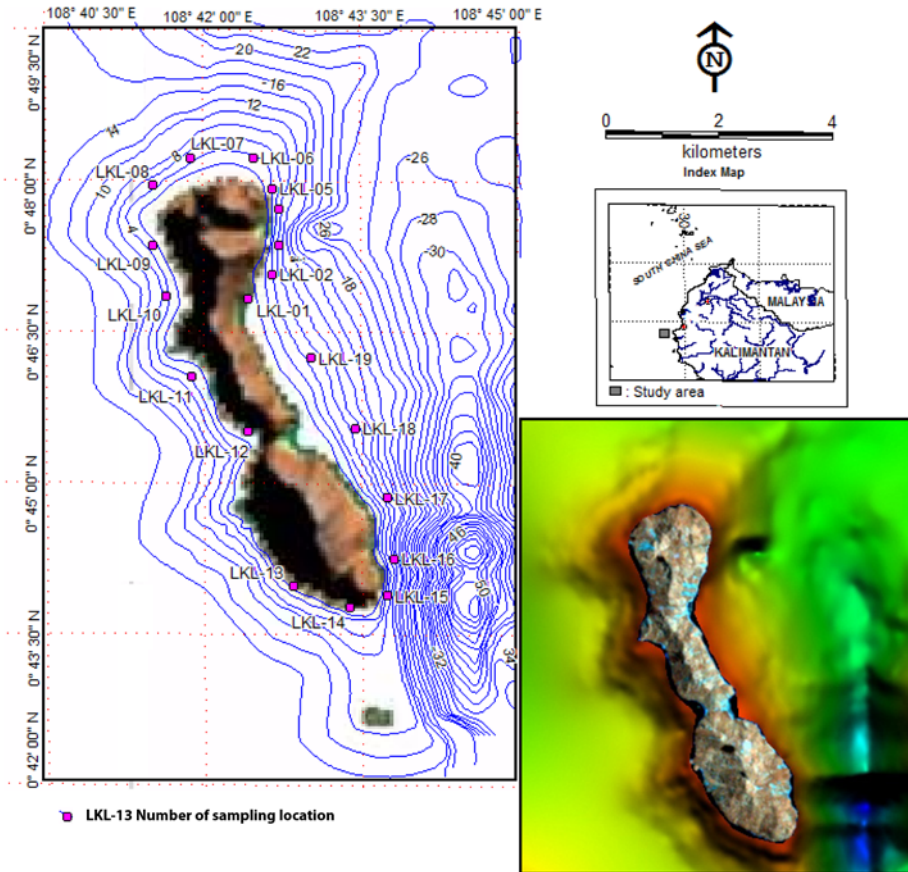 108° 40' 30" E
108° 42' 00" E
108° 43' 30" E
108° 45' 00" E
0° 49' 30" N
0° 48' 00" N
0° 46' 30" N
0° 45' 00" N
0° 43' 30" N
0° 42' 00" N
20
22
-16
12
14
8
10
4
-26
-28
-30
18
40
46
50
-32
34
LKL-07
LKL-06
LKL-08
LKL-05
LKL-09
LKL-02
LKL-10
LKL-01
LKL-19
LKL-11
LKL-18
LKL-12
LKL-17
LKL-16
LKL-13
LKL-15
LKL-14
LKL-13 Number of sampling location
N
0 4
kilometers
Index Map
SOUTH CHINA SEA
MALAYSIA
KALIMANTAN
: Study area